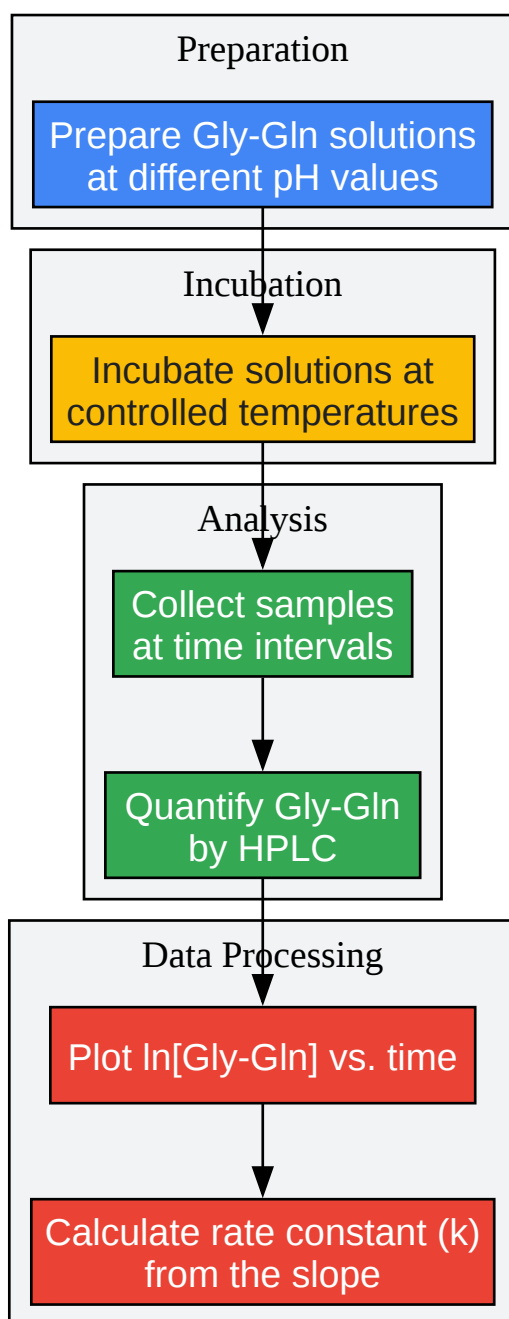 Preparation
Prepare Gly-Gln solutions
at different pH values
Incubation
Incubate solutions at
controlled temperatures
Analysis
Collect samples
at time intervals
Quantify Gly-Gln
by HPLC
Data Processing
Plot ln[Gly-Gln] vs. time
Calculate rate constant (k)
from the slope